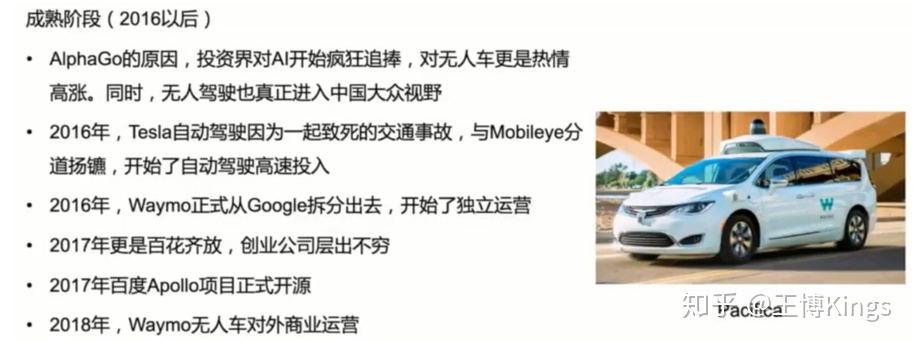 成熟阶段（2016以后）
• AlphaGo的原因，投资界对AI开始疯狂追捧，对无人车更是热情
高涨。同时，无人驾驶也真正进入中国大众视野
• 2016年，Tesla自动驾驶因为一起致死的交通事故，与Mobileye分
道扬镳，开始了自动驾驶高速投入
• 2016年，Waymo正式从Google拆分出去，开始了独立运营
• 2017年更是百花齐放，创业公司层出不穷
• 2017年百度Apollo项目正式开源
• 2018年，Waymo无人车对外商业运营
Pacifica
知乎 @王博Kings